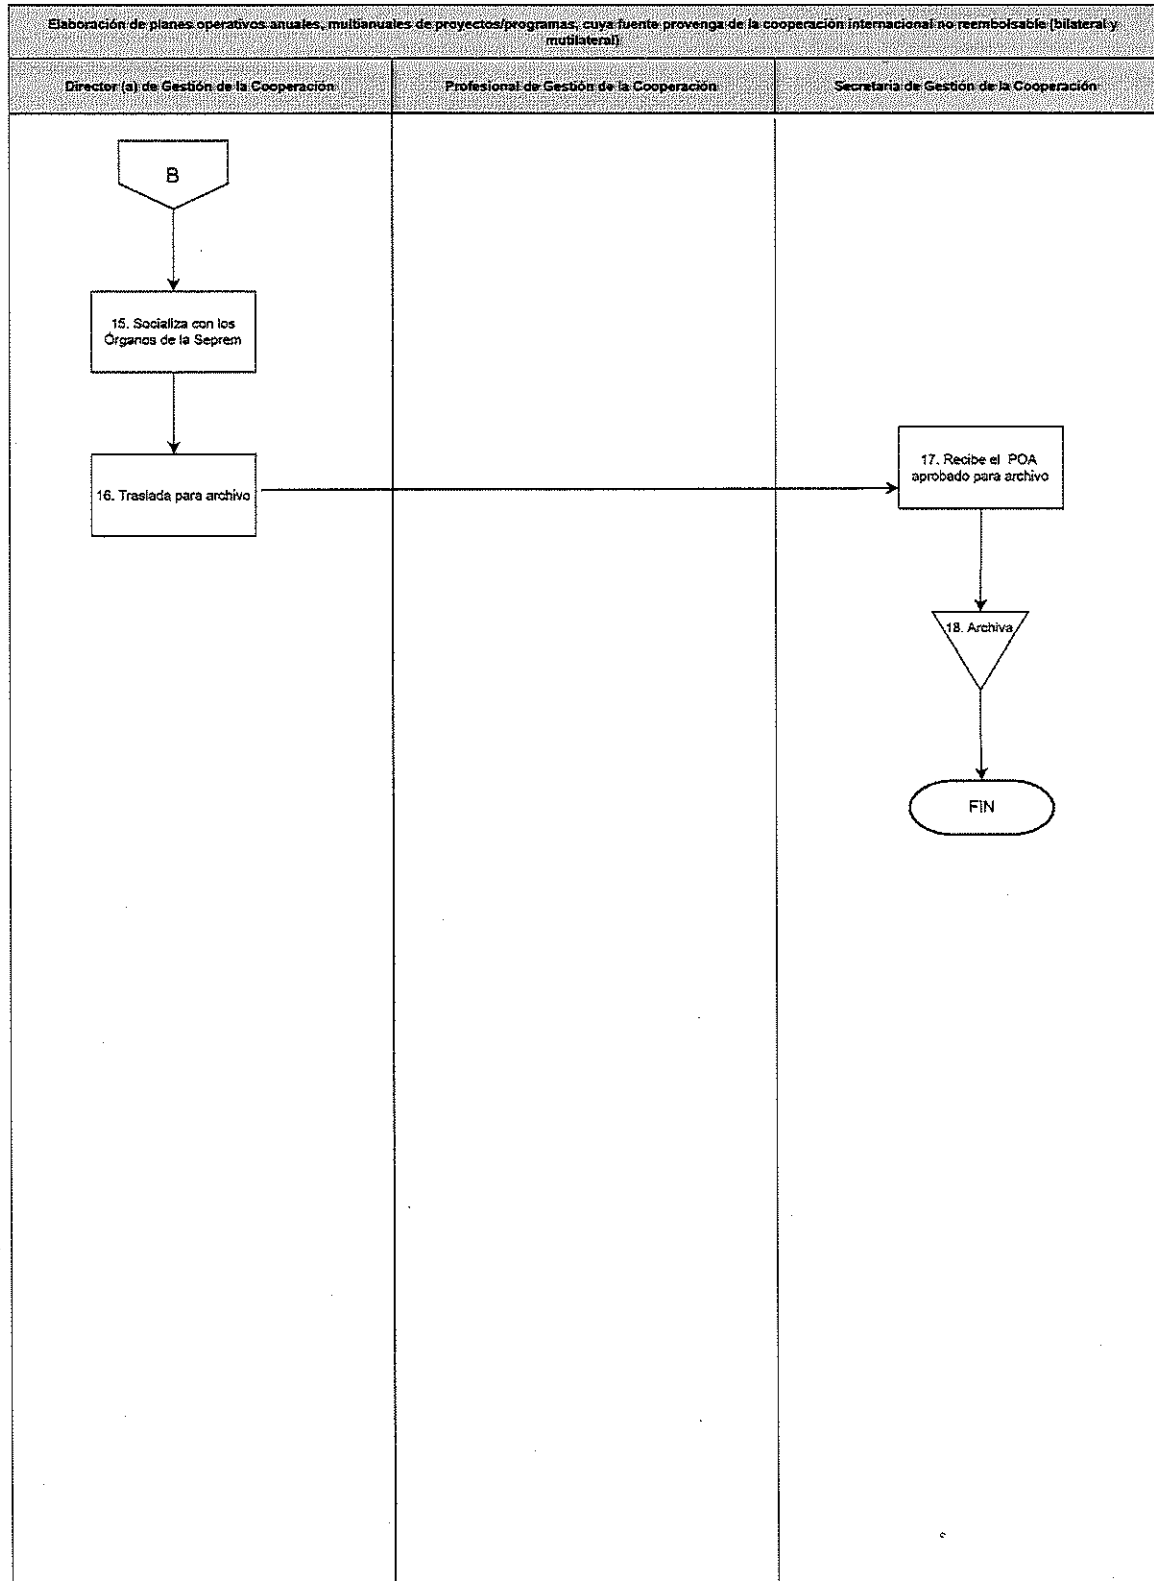 Elaboración de planes operativos anuales, multianuales de proyectos/programas, cuya fuente provenga de la cooperación internacional no reembolsable (bilateral y
mutilateral)
Director (a) de Gestión de la Cooperación
Profesional de Gestión de la Cooperación
Secretaria de Gestión de la Cooperación
B
15. Socializa con los
Órganos de la Seprem
16. Traslada para archivo
17. Recibe el POA
aprobado para archivo
18. Archiva
FIN